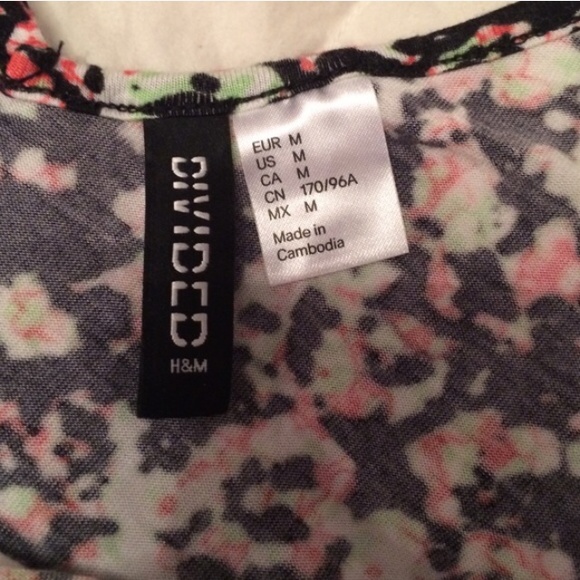 DIVIDED
H&M
EUR M
US M
CA M
CN 170/96A
MX M
Made in
Cambodia